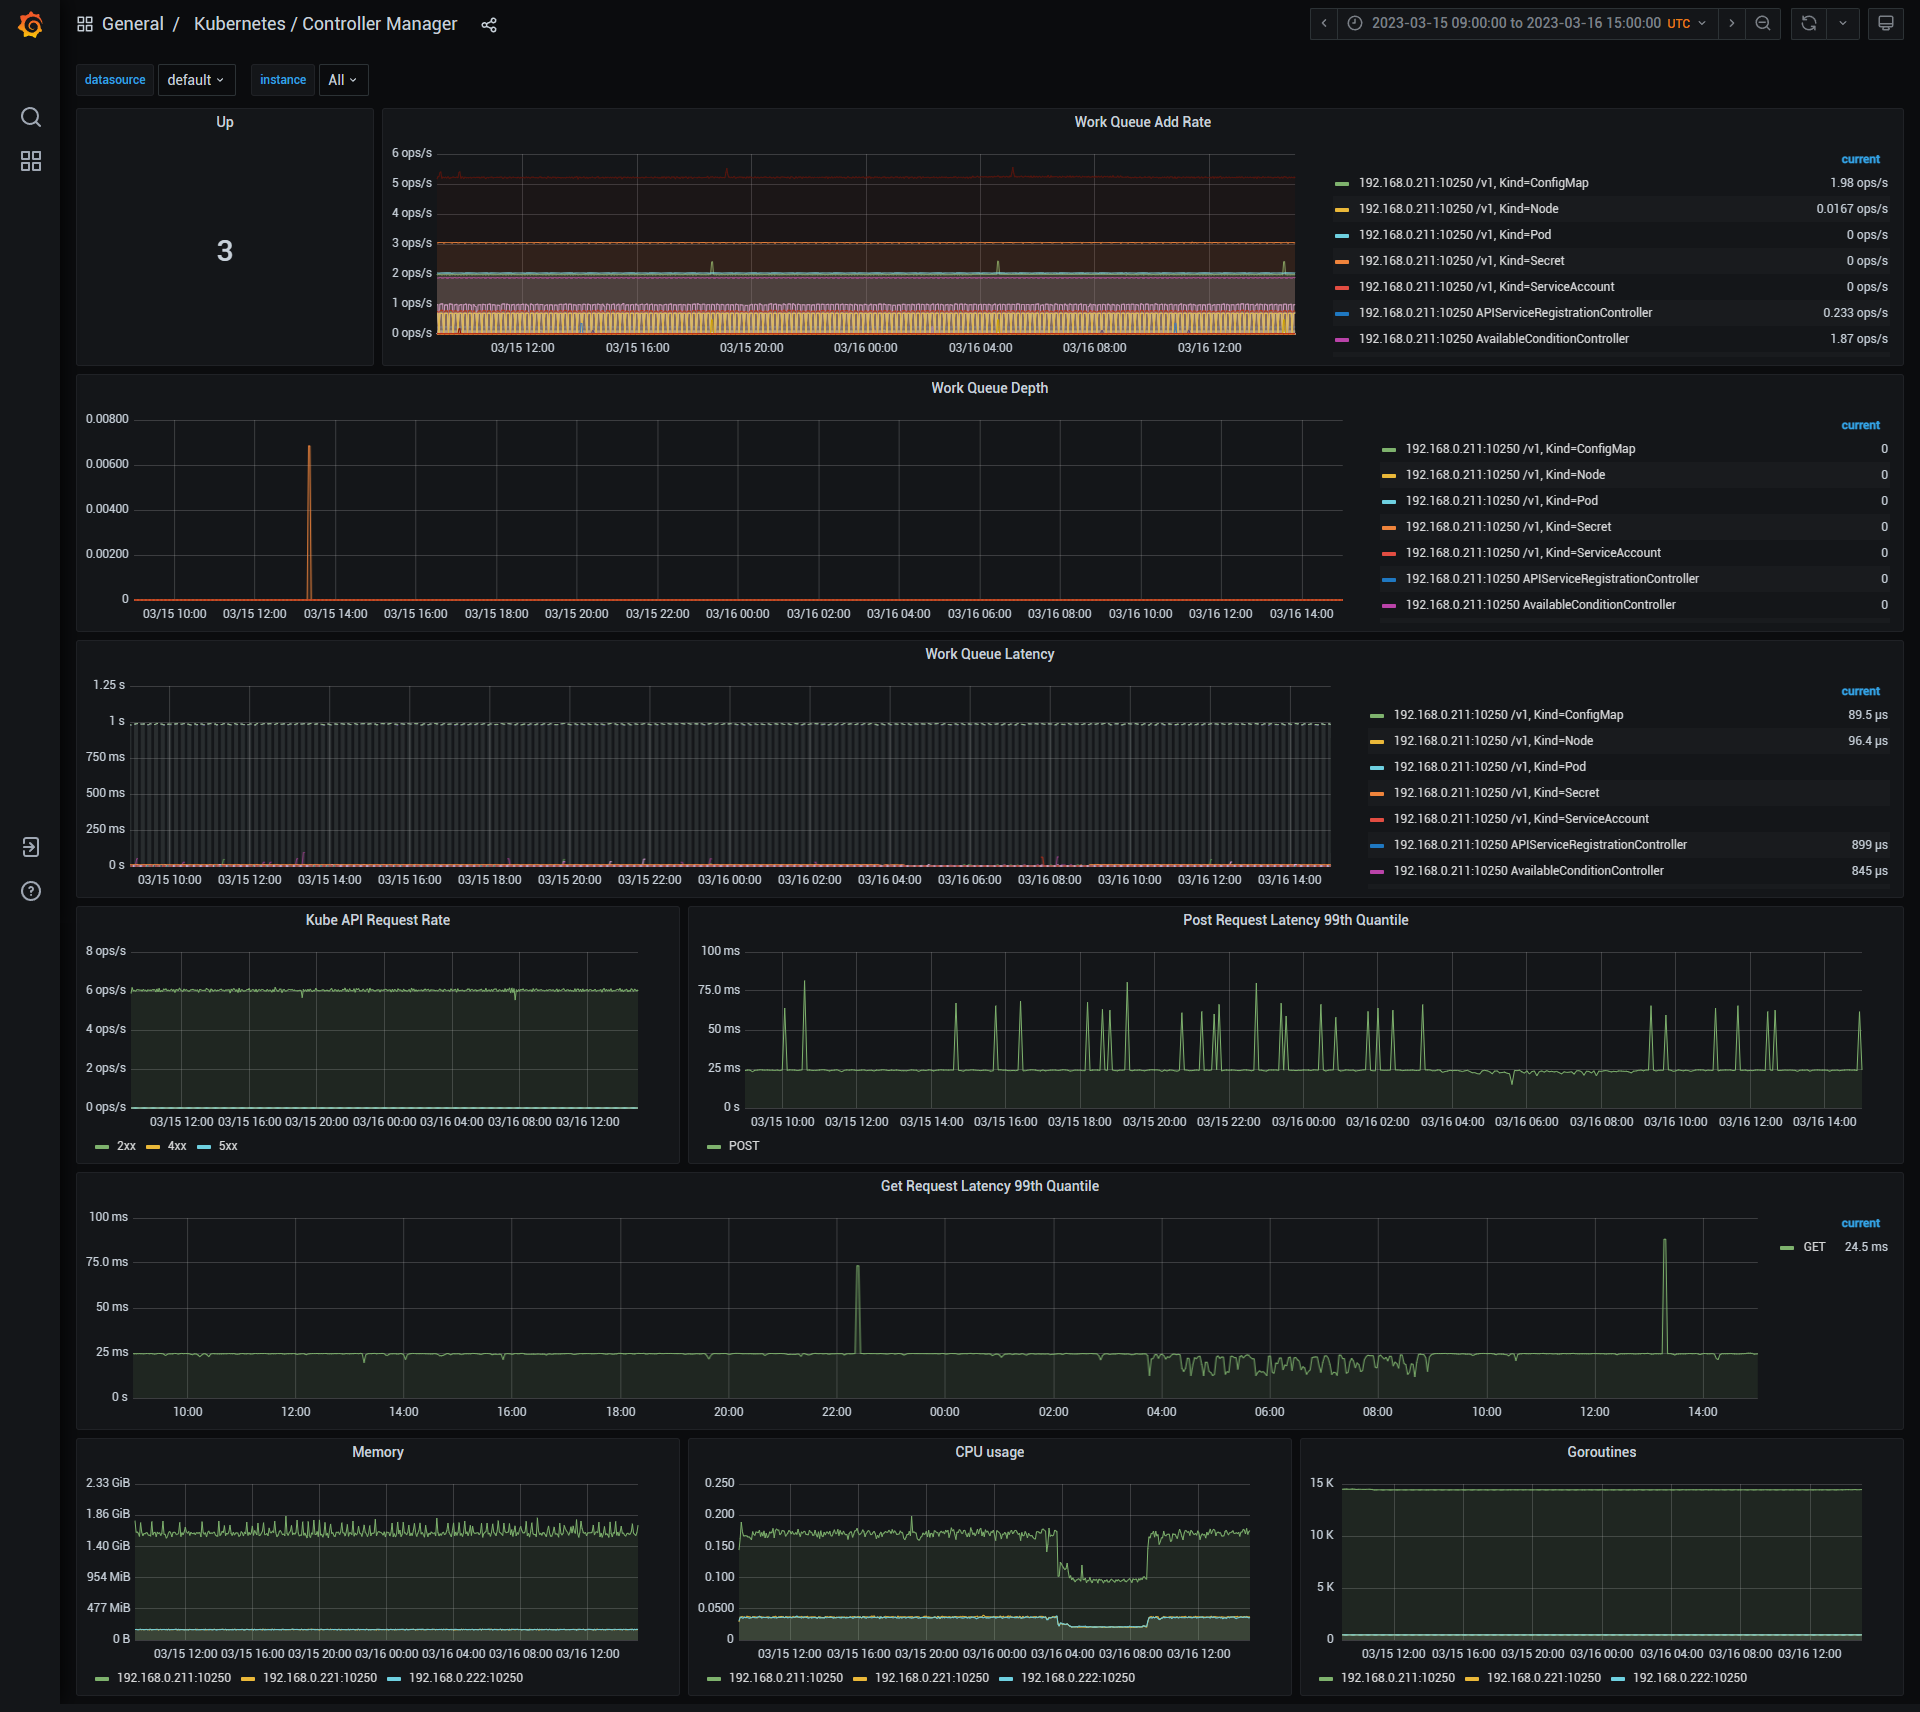 General / Kubernetes / Controller Manager
2023-03-15 09:00:00 to 2023-03-16 15:00:00 UTC
datasource default instance All
Up
3
Work Queue Add Rate
6 ops/s
5 ops/s
4 ops/s
3 ops/s
2 ops/s
1 ops/s
0 ops/s
03/15 12:00 03/15 16:00 03/15 20:00 03/16 00:00 03/16 04:00 03/16 08:00 03/16 12:00
current
192.168.0.211:10250 /v1, Kind=ConfigMap 1.98 ops/s
192.168.0.211:10250 /v1, Kind=Node 0.0167 ops/s
192.168.0.211:10250 /v1, Kind=Pod 0 ops/s
192.168.0.211:10250 /v1, Kind=Secret 0 ops/s
192.168.0.211:10250 /v1, Kind=ServiceAccount 0 ops/s
192.168.0.211:10250 APIServiceRegistrationController 0.233 ops/s
192.168.0.211:10250 AvailableConditionController 1.87 ops/s
Work Queue Depth
0.00800
0.00600
0.00400
0.00200
0
03/15 10:00 03/15 12:00 03/15 14:00 03/15 16:00 03/15 18:00 03/15 20:00 03/15 22:00 03/16 00:00 03/16 02:00 03/16 04:00 03/16 06:00 03/16 08:00 03/16 10:00 03/16 12:00 03/16 14:00
current
192.168.0.211:10250 /v1, Kind=ConfigMap 0
192.168.0.211:10250 /v1, Kind=Node 0
192.168.0.211:10250 /v1, Kind=Pod 0
192.168.0.211:10250 /v1, Kind=Secret 0
192.168.0.211:10250 /v1, Kind=ServiceAccount 0
192.168.0.211:10250 APIServiceRegistrationController 0
192.168.0.211:10250 AvailableConditionController 0
Work Queue Latency
1.25 s
1 s
750 ms
500 ms
250 ms
0 s
03/15 10:00 03/15 12:00 03/15 14:00 03/15 16:00 03/15 18:00 03/15 20:00 03/15 22:00 03/16 00:00 03/16 02:00 03/16 04:00 03/16 06:00 03/16 08:00 03/16 10:00 03/16 12:00 03/16 14:00
current
192.168.0.211:10250 /v1, Kind=ConfigMap 89.5 µs
192.168.0.211:10250 /v1, Kind=Node 96.4 µs
192.168.0.211:10250 /v1, Kind=Pod
192.168.0.211:10250 /v1, Kind=Secret
192.168.0.211:10250 /v1, Kind=ServiceAccount
192.168.0.211:10250 APIServiceRegistrationController 899 µs
192.168.0.211:10250 AvailableConditionController 845 µs
Kube API Request Rate
8 ops/s
6 ops/s
4 ops/s
2 ops/s
0 ops/s
03/15 12:00 03/15 16:00 03/15 20:00 03/16 00:00 03/16 04:00 03/16 08:00 03/16 12:00
2xx 4xx 5xx
Post Request Latency 99th Quantile
100 ms
75.0 ms
50 ms
25 ms
0 s
03/15 10:00 03/15 12:00 03/15 14:00 03/15 16:00 03/15 18:00 03/15 20:00 03/15 22:00 03/16 00:00 03/16 02:00 03/16 04:00 03/16 06:00 03/16 08:00 03/16 10:00 03/16 12:00 03/16 14:00
POST
Get Request Latency 99th Quantile
100 ms
75.0 ms
50 ms
25 ms
0 s
10:00 12:00 14:00 16:00 18:00 20:00 22:00 00:00 02:00 04:00 06:00 08:00 10:00 12:00 14:00
current
GET 24.5 ms
Memory
2.33 GiB
1.86 GiB
1.40 GiB
954 MiB
477 MiB
0 B
03/15 12:00 03/15 16:00 03/15 20:00 03/16 00:00 03/16 04:00 03/16 08:00 03/16 12:00
192.168.0.211:10250 192.168.0.221:10250 192.168.0.222:10250
CPU usage
0.250
0.200
0.150
0.100
0.0500
0
03/15 12:00 03/15 16:00 03/15 20:00 03/16 00:00 03/16 04:00 03/16 08:00 03/16 12:00
192.168.0.211:10250 192.168.0.221:10250 192.168.0.222:10250
Goroutines
15 K
10 K
5 K
0
03/15 12:00 03/15 16:00 03/15 20:00 03/16 00:00 03/16 04:00 03/16 08:00 03/16 12:00
192.168.0.211:10250 192.168.0.221:10250 192.168.0.222:10250